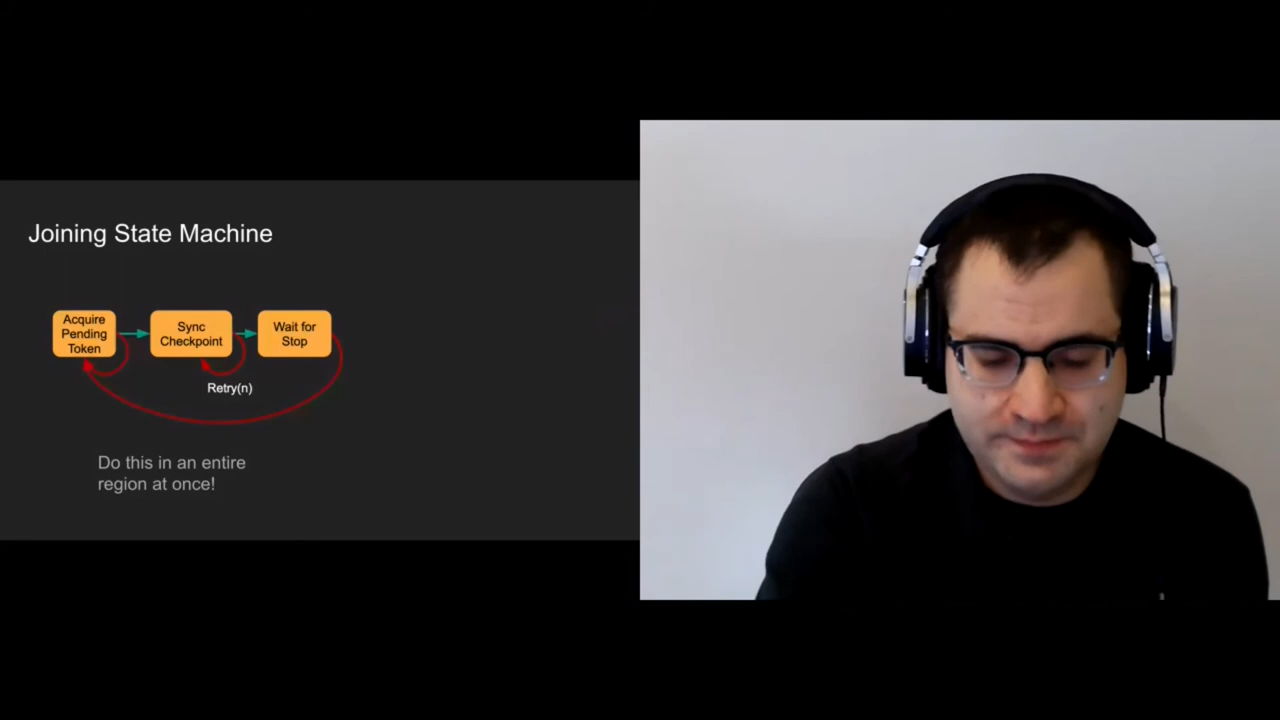 Joining State Machine
Acquire
Pending
Token
Sync
Checkpoint
Wait for
Stop
Retry(n)
Do this in an entire
region at once!